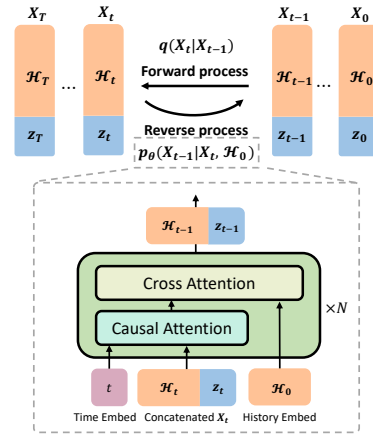 X_T X_t X_{t-1} X_0
q(X_t|X_{t-1})
Forward process
𝓗_T ... 𝓗_t 𝓗_{t-1} ... 𝓗_0
Reverse process
z_T z_t z_{t-1} z_0
p_θ(X_{t-1}|X_t, 𝓗_0)
𝓗_{t-1} z_{t-1}
Cross Attention
×N
Causal Attention
t 𝓗_t z_t 𝓗_0
Time Embed Concatenated X_t History Embed